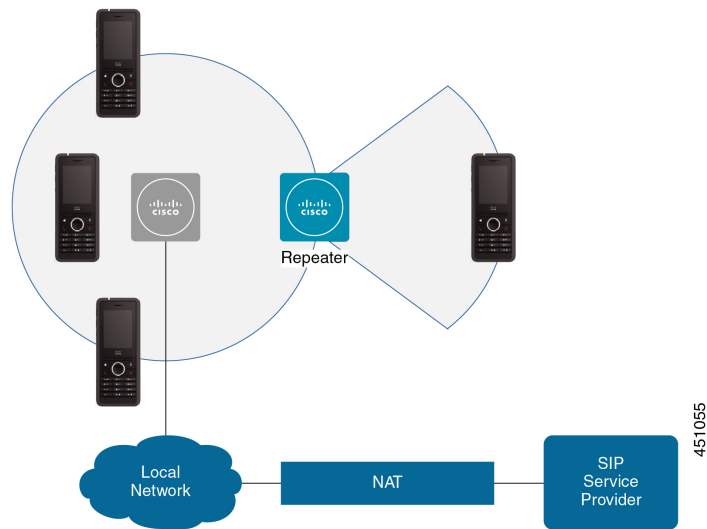 CISCO
CISCO
Repeater
Local
Network
NAT
SIP
Service
Provider
451055